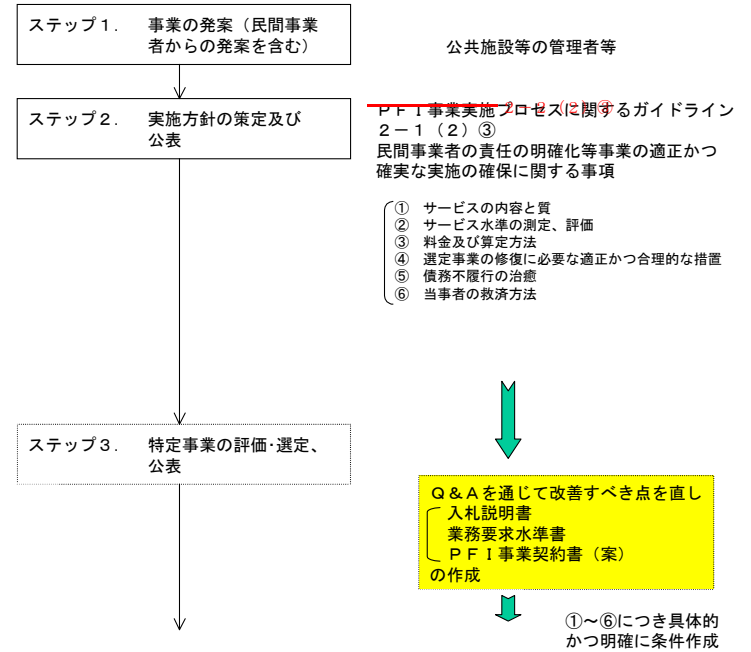 ステップ１．　事業の発案（民間事業
者からの発案を含む）
公共施設等の管理者等
ステップ２．　実施方針の策定及び
公表
ＰＦＩ事業実施プロセスに関するガイドライン
２－１（２）③
民間事業者の責任の明確化等事業の適正かつ
確実な実施の確保に関する事項
①　サービスの内容と質
②　サービス水準の測定、評価
③　料金及び算定方法
④　選定事業の修復に必要な適正かつ合理的な措置
⑤　債務不履行の治癒
⑥　当事者の救済方法
ステップ３．　特定事業の評価･選定、
公表
Ｑ＆Ａを通じて改善すべき点を直し
入札説明書
業務要求水準書
ＰＦＩ事業契約書（案）
の作成
①～⑥につき具体的
かつ明確に条件作成